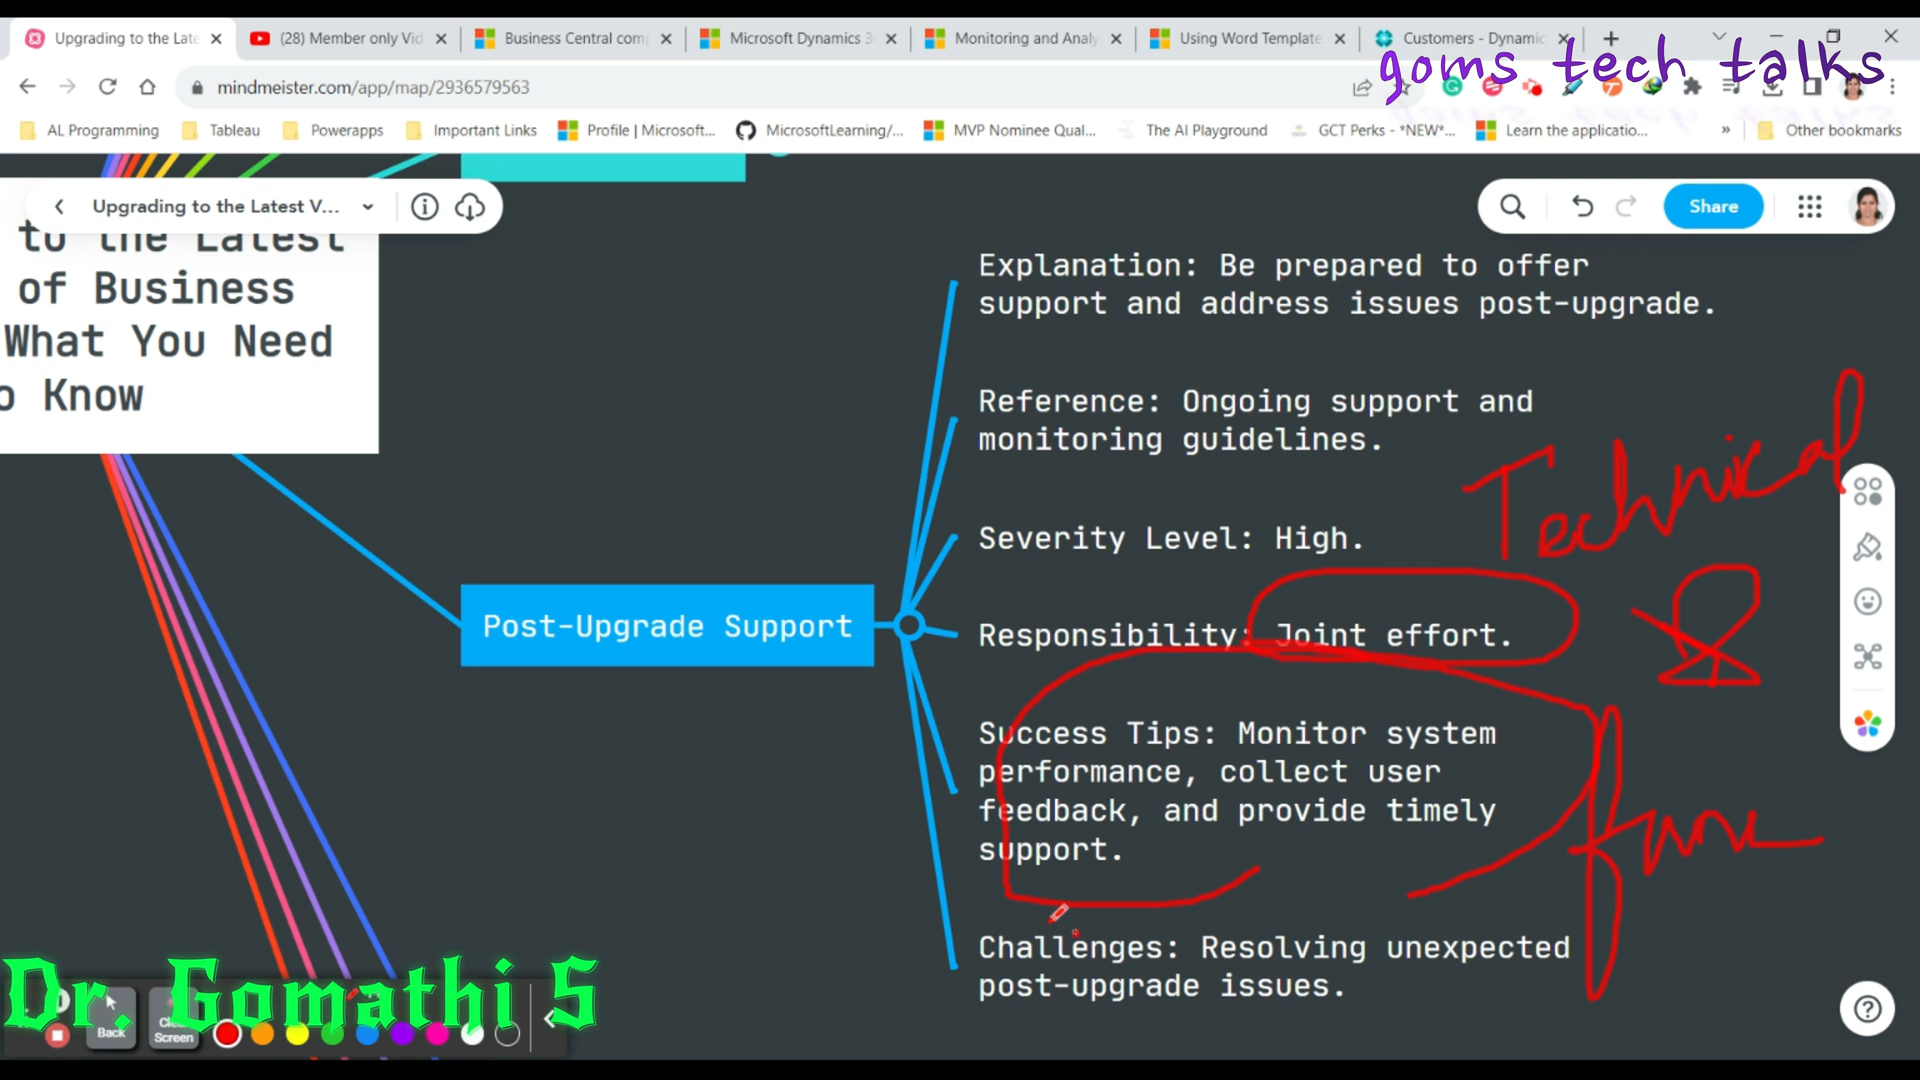 Upgrading to the Late
(28) Member only Vid
Business Central comp
Microsoft Dynamics 3
Monitoring and Analy
Using Word Template
Customers - Dynamic
goms tech talks
mindmeister.com/app/map/2936579563
AL Programming
Tableau
Powerapps
Important Links
Profile | Microsoft...
MicrosoftLearning/...
MVP Nominee Qual...
The AI Playground
GCT Perks - *NEW*...
Learn the applicatio...
» Other bookmarks
Upgrading to the Latest V...
Share
to the Latest
of Business
What You Need
o Know
Explanation: Be prepared to offer
support and address issues post-upgrade.
Reference: Ongoing support and
monitoring guidelines.
Technical
Severity Level: High.
&
Post-Upgrade Support
Responsibility: Joint effort.
Success Tips: Monitor system
performance, collect user
feedback, and provide timely
support.
func
Challenges: Resolving unexpected
post-upgrade issues.
Dr. Gomathi S
Back
Clear
Screen